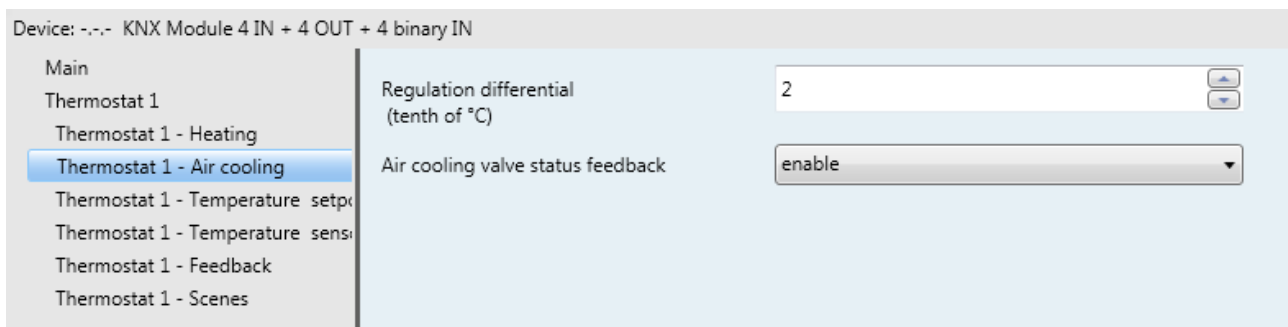 Device: -.-.- KNX Module 4 IN + 4 OUT + 4 binary IN
Main
Thermostat 1
Thermostat 1 - Heating
Thermostat 1 - Air cooling
Thermostat 1 - Temperature setp
Thermostat 1 - Temperature sens
Thermostat 1 - Feedback
Thermostat 1 - Scenes
Regulation differential
(tenth of °C)
2
Air cooling valve status feedback
enable